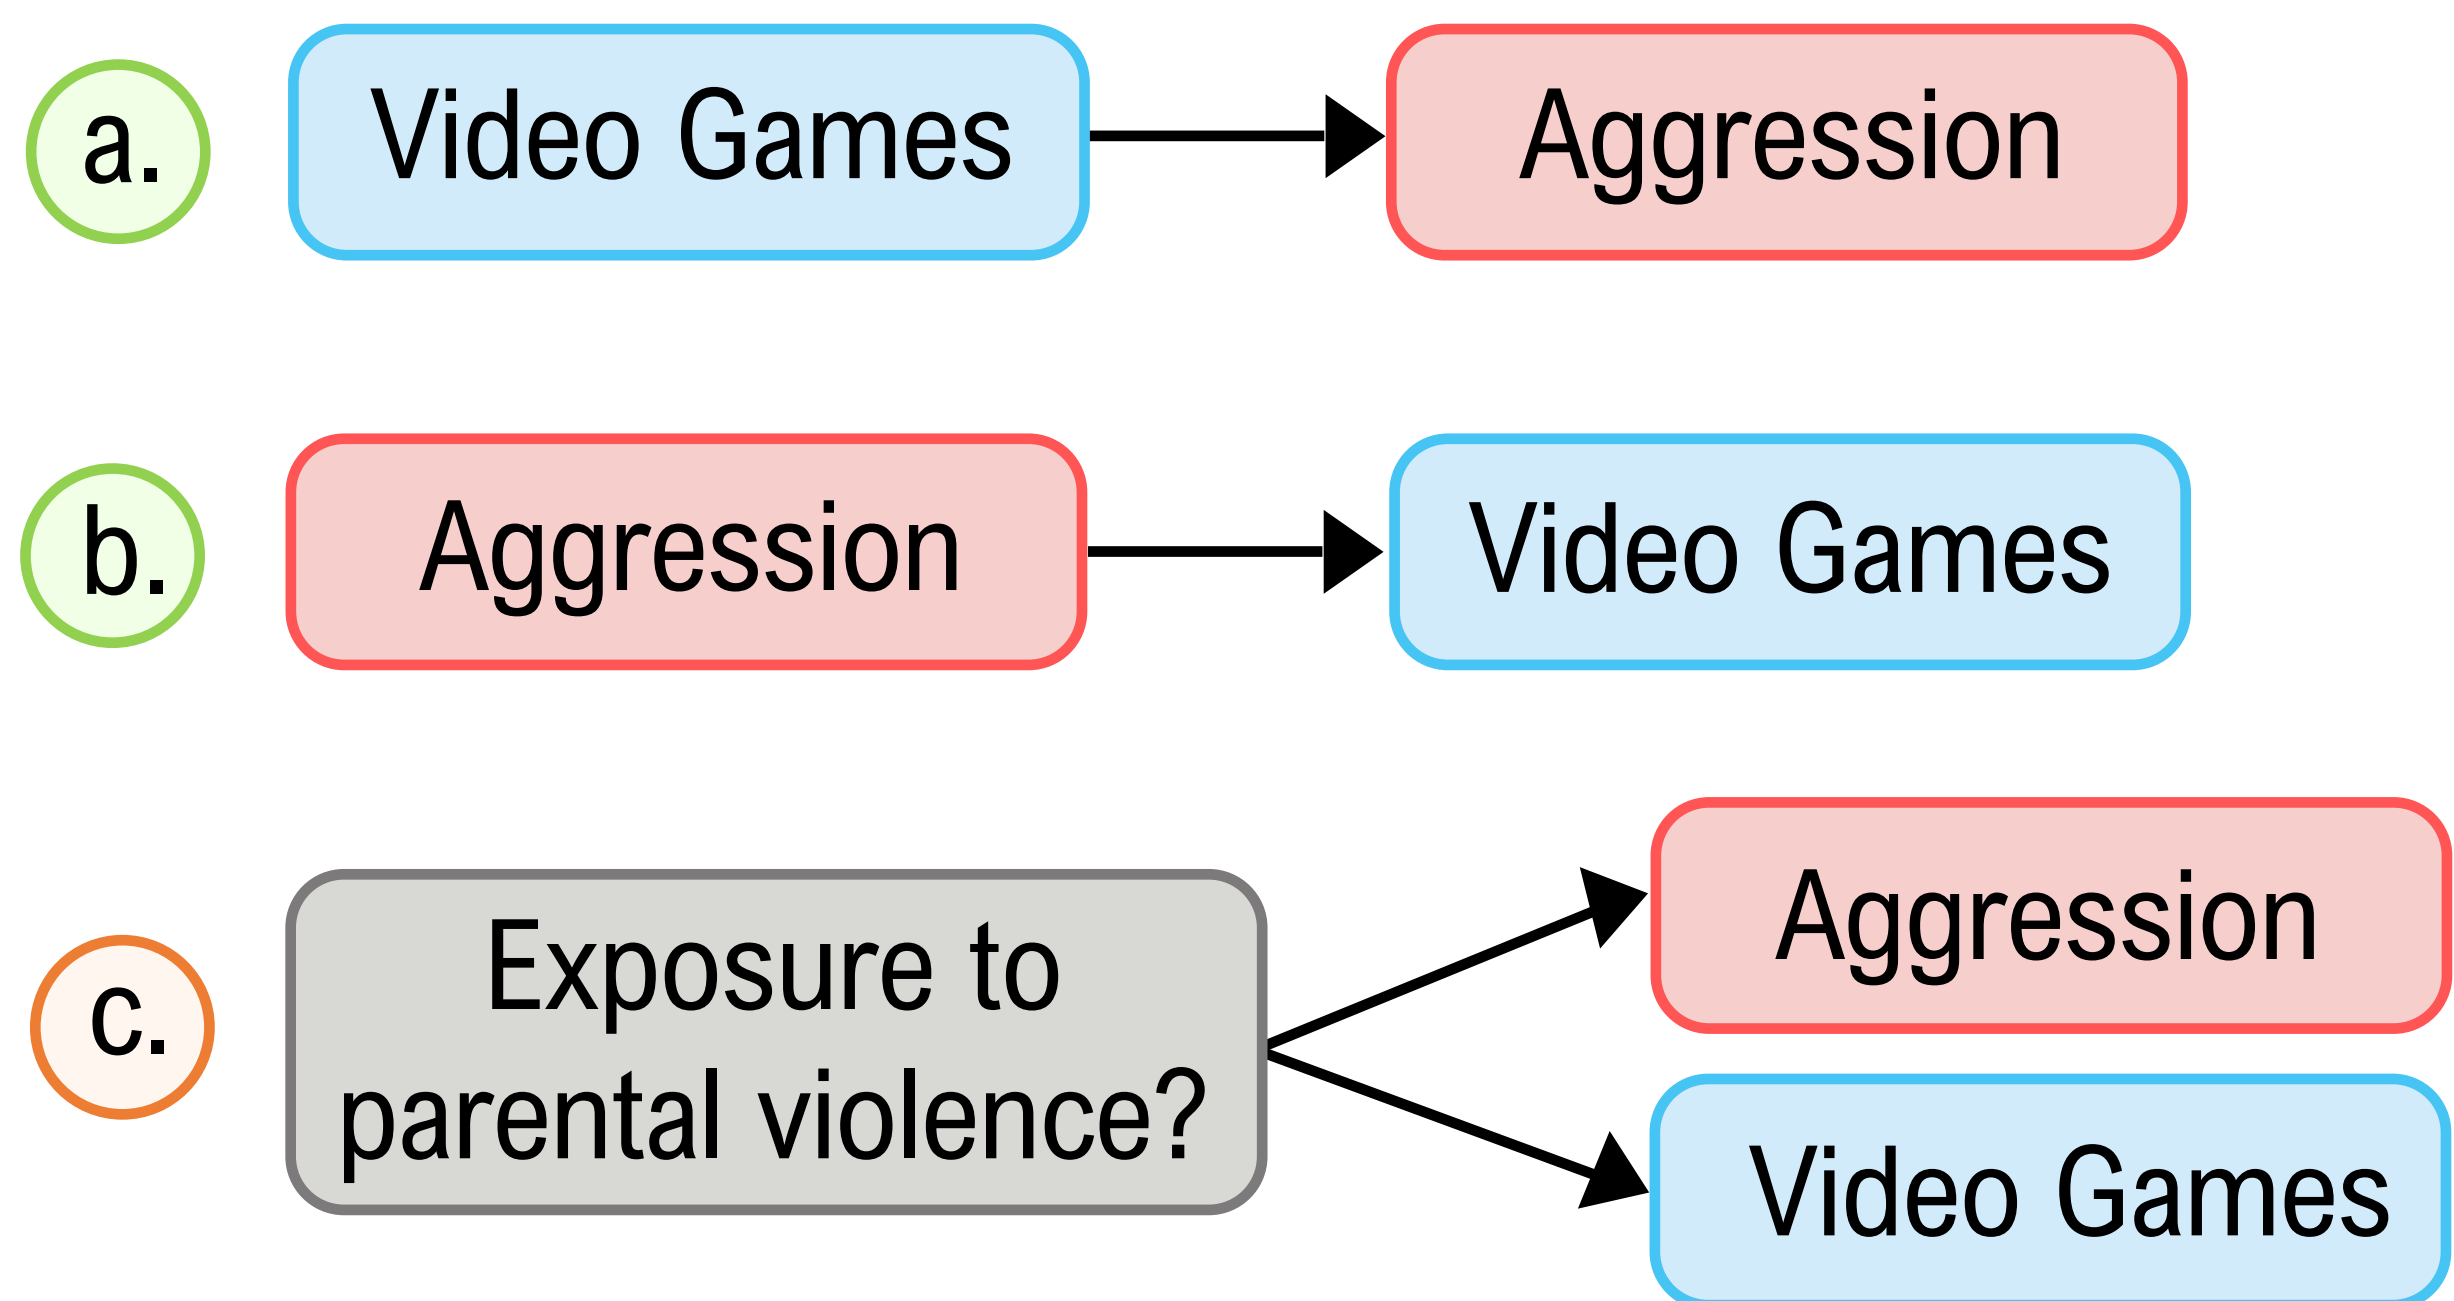 a.
Video Games
Aggression
b.
Aggression
Video Games
c.
Exposure to
parental violence?
Aggression
Video Games